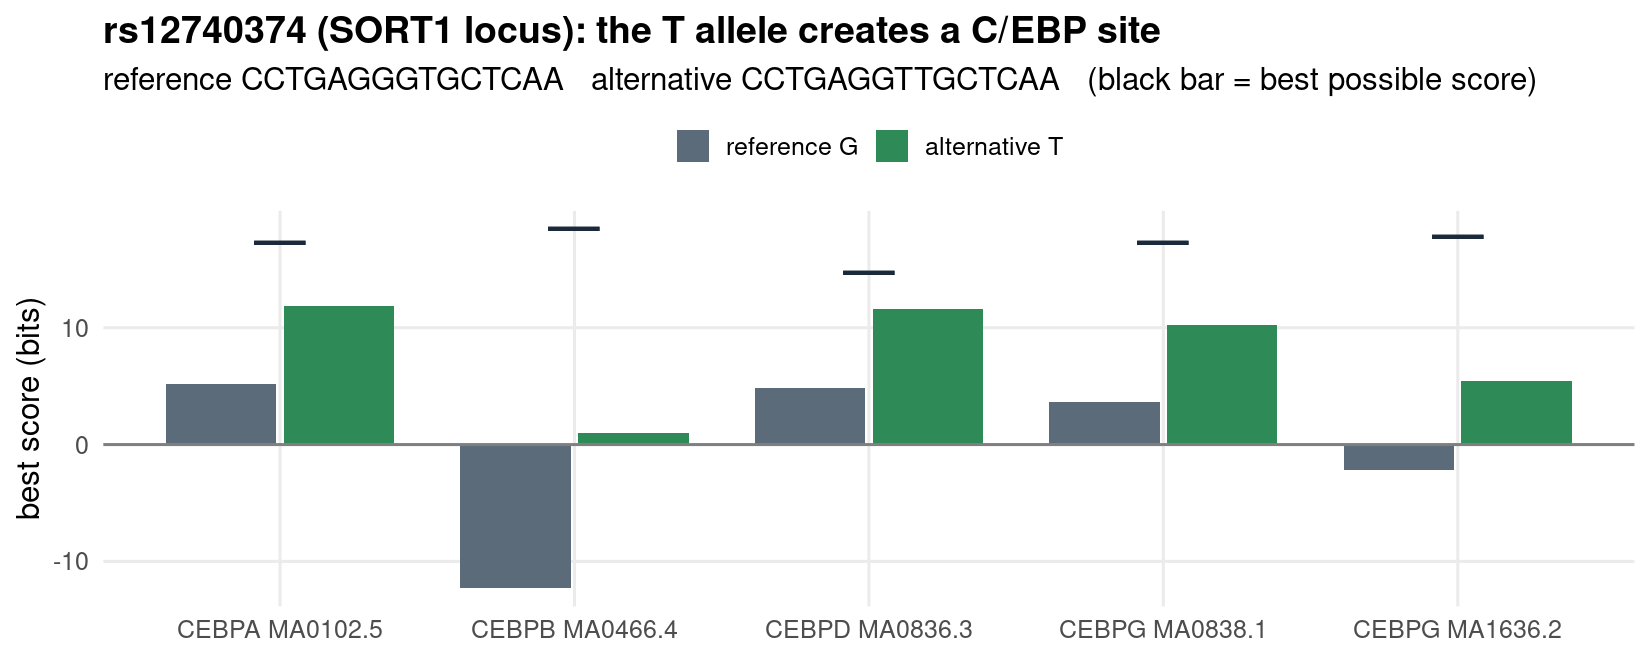 rs12740374 (SORT1 locus): the T allele creates a C/EBP site
reference CCTGAGGGTGCTCAA alternative CCTGAGGTTGCTCAA (black bar = best possible score)
reference G alternative T
best score (bits)
10
0
-10
CEBPA MA0102.5 CEBPB MA0466.4 CEBPD MA0836.3 CEBPG MA0838.1 CEBPG MA1636.2